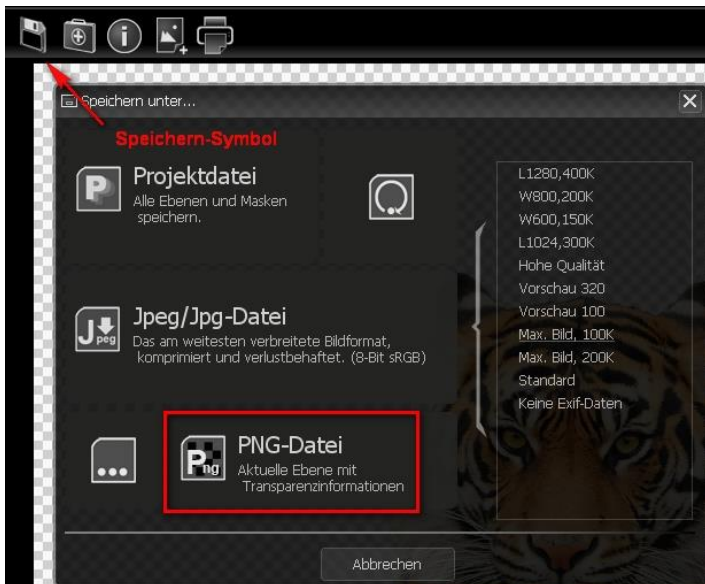 Speichern unter...
Speichern-Symbol
P
Projektdatei
Alle Ebenen und Masken
speichern.
J
Peg
Jpeg/Jpg-Datei
Das am weitesten verbreitete Bildformat,
komprimiert und verlustbehaftet. (8-Bit sRGB)
Png
PNG-Datei
Aktuelle Ebene mit
Transparenzinformationen
L1280,400K
W800,200K
W600,150K
L1024,300K
Hohe Qualität
Vorschau 320
Vorschau 100
Max. Bild, 100K
Max. Bild, 200K
Standard
Keine Exif-Daten
Abbrechen